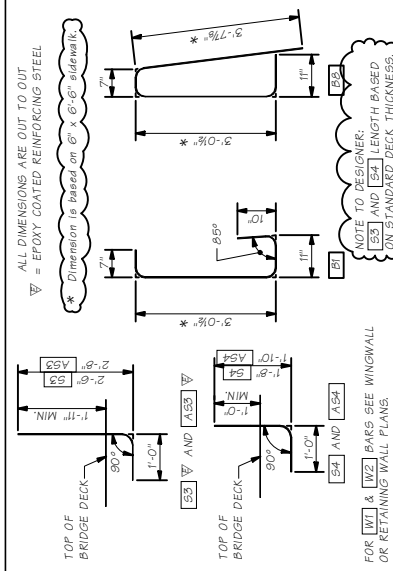 ALL DIMENSIONS ARE OUT TO OUT
E = EPOXY COATED REINFORCING STEEL
* Dimension is based on 6" x 6'-6" sidewalk.
TOP OF
BRIDGE DECK
1'-11" MIN.
2'-6" S3
2'-8" AS3
90°
1'-0"
S3 E AND AS3 E
TOP OF
BRIDGE DECK
1'-0" MIN.
1'-8" S4
1'-10" AS4
90°
1'-0"
S4 AND AS4
7"
3'-0½" *
85°
10"
11"
B1
7"
3'-0½" *
3'-7⅞" *
11"
B8
NOTE TO DESIGNER:
S3 AND S4 LENGTH BASED
ON STANDARD DECK THICKNESS.
FOR W1 & W2 BARS SEE WINGWALL
OR RETAINING WALL PLANS.